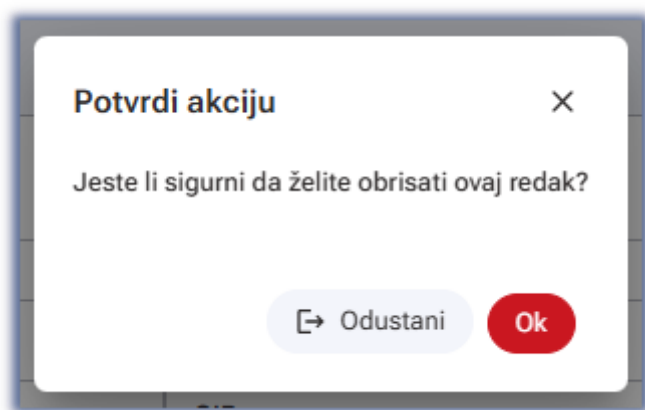 Potvrdi akciju
Jeste li sigurni da želite obrisati ovaj redak?
Odustani
Ok